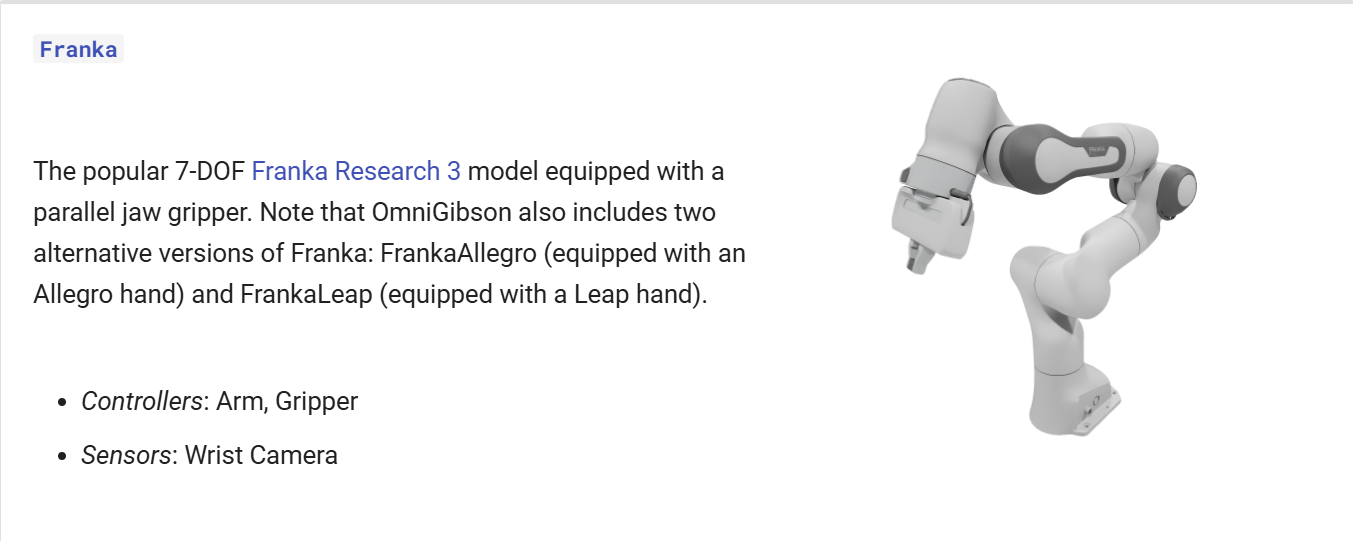 Franka
The popular 7-DOF Franka Research 3 model equipped with a
parallel jaw gripper. Note that OmniGibson also includes two
alternative versions of Franka: FrankaAllegro (equipped with an
Allegro hand) and FrankaLeap (equipped with a Leap hand).
• Controllers: Arm, Gripper
• Sensors: Wrist Camera